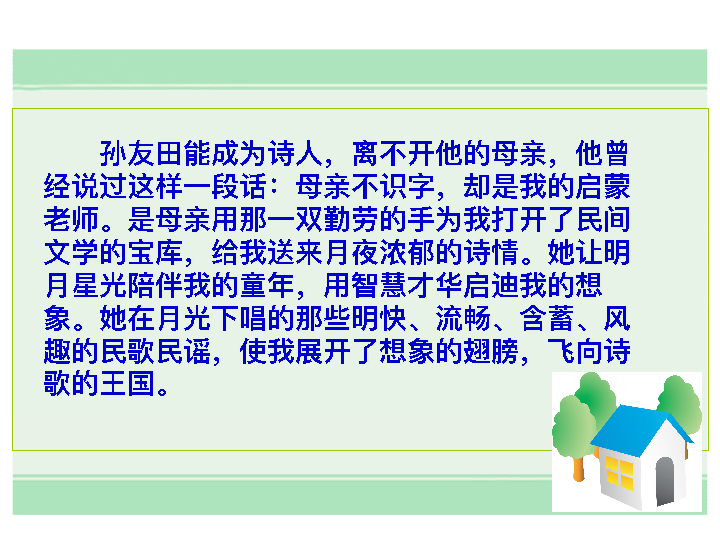 孙友田能成为诗人，离不开他的母亲，他曾
经说过这样一段话：母亲不识字，却是我的启蒙
老师。是母亲用那一双勤劳的手为我打开了民间
文学的宝库，给我送来月夜浓郁的诗情。她让明
月星光陪伴我的童年，用智慧才华启迪我的想
象。她在月光下唱的那些明快、流畅、含蓄、风
趣的民歌民谣，使我展开了想象的翅膀，飞向诗
歌的王国。